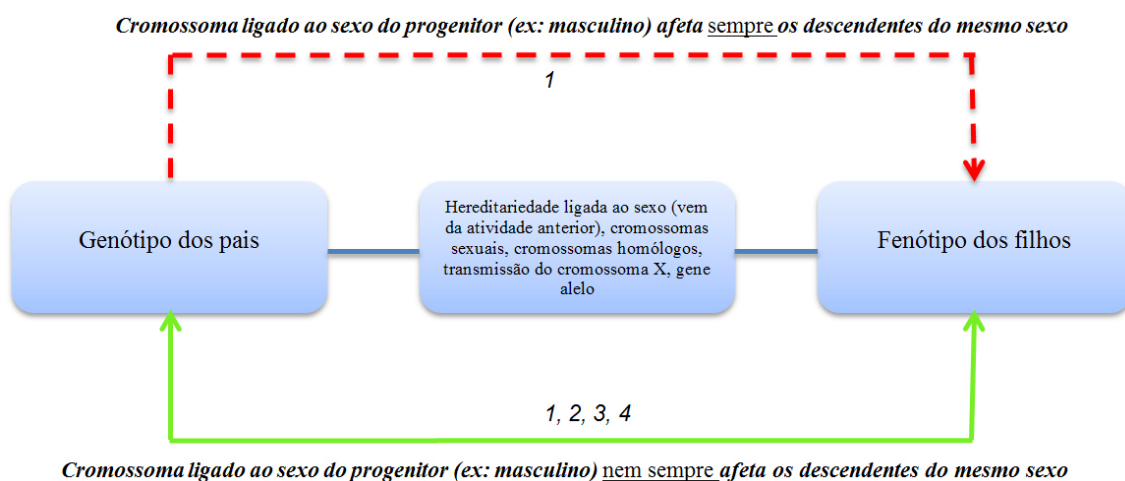 Cromossoma ligado ao sexo do progenitor (ex: masculino) afeta sempre os descendentes do mesmo sexo
1
Genótipo dos pais
Hereditariedade ligada ao sexo (vem
da atividade anterior), cromossomas
sexuais, cromossomas homólogos,
transmissão do cromossoma X, gene
alelo
Fenótipo dos filhos
1, 2, 3, 4
Cromossoma ligado ao sexo do progenitor (ex: masculino) nem sempre afeta os descendentes do mesmo sexo